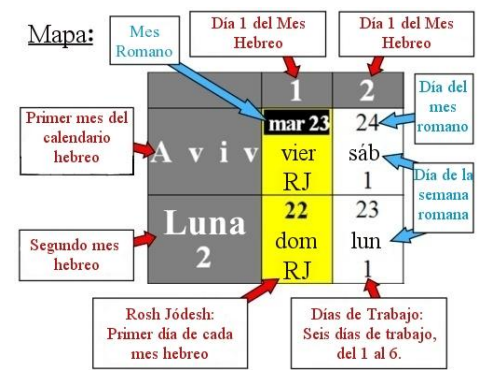 Mapa:
Mes
Romano
Día 1 del Mes
Hebreo
Día 1 del Mes
Hebreo
Día del
mes
romano
Primer mes del
calendario
hebreo
1
2
A v i v
mar 23
24
vier
sáb
RJ
1
Día de la
semana
romana
Segundo mes
hebreo
Luna
2
22
23
dom
lun
RJ
1
Rosh Jódesh:
Primer día de cada
mes hebreo
Días de Trabajo:
Seis días de trabajo,
del 1 al 6.